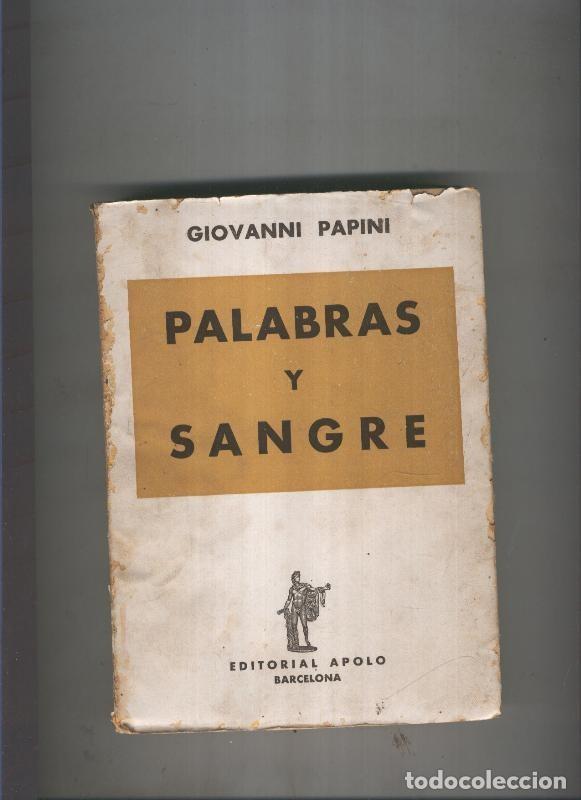 GIOVANNI PAPINI
PALABRAS
Y
SANGRE
EDITORIAL APOLO
BARCELONA
todocoleccion